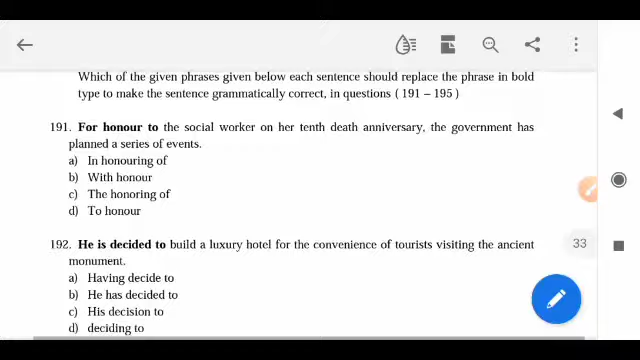 Which of the given phrases given below each sentence should replace the phrase in bold
type to make the sentence grammatically correct, in questions ( 191 – 195 )
191. For honour to the social worker on her tenth death anniversary, the government has
planned a series of events.
a) In honouring of
b) With honour
c) The honoring of
d) To honour
192. He is decided to build a luxury hotel for the convenience of tourists visiting the ancient
monument.
a) Having decide to
b) He has decided to
c) His decision to
d) deciding to
33